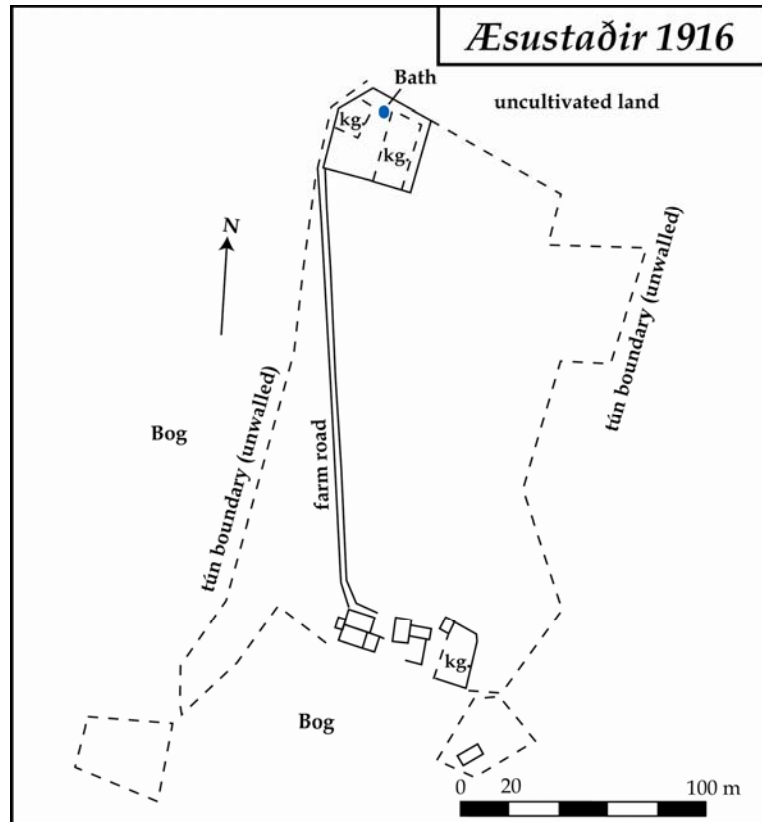 Æsustaðir 1916
Bath
uncultivated land
kg.
kg.
N
tún boundary (unwalled)
Bog
tún boundary (unwalled)
farm road
kg.
Bog
0 20 100 m